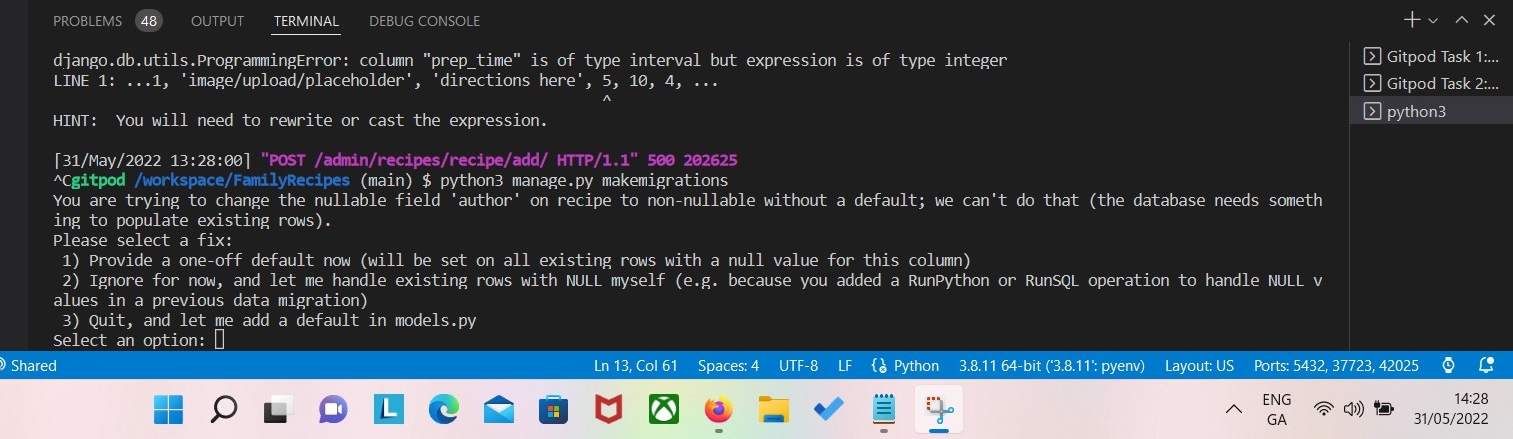 PROBLEMS 48 OUTPUT TERMINAL DEBUG CONSOLE
django.db.utils.ProgrammingError: column "prep_time" is of type interval but expression is of type integer
LINE 1: ...1, 'image/upload/placeholder', 'directions here', 5, 10, 4, ...
^
HINT:  You will need to rewrite or cast the expression.
[31/May/2022 13:28:00] "POST /admin/recipes/recipe/add/ HTTP/1.1" 500 202625
^Cgitpod /workspace/FamilyRecipes (main) $ python3 manage.py makemigrations
You are trying to change the nullable field 'author' on recipe to non-nullable without a default; we can't do that (the database needs someth
ing to populate existing rows).
Please select a fix:
1) Provide a one-off default now (will be set on all existing rows with a null value for this column)
2) Ignore for now, and let me handle existing rows with NULL myself (e.g. because you added a RunPython or RunSQL operation to handle NULL v
alues in a previous data migration)
3) Quit, and let me add a default in models.py
Select an option:
Gitpod Task 1:...
Gitpod Task 2:...
python3
Shared Ln 13, Col 61 Spaces: 4 UTF-8 LF Python 3.8.11 64-bit ('3.8.11': pyenv) Layout: US Ports: 5432, 37723, 42025
L
ENG
GA
14:28
31/05/2022